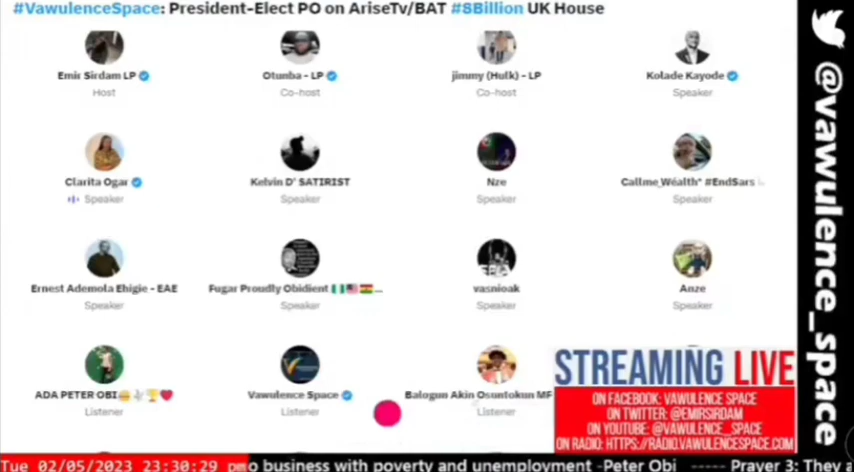 #VawulenceSpace: President-Elect PO on AriseTv/BAT #8Billion UK House
Emir Sirdam LP
Host
Otunba - LP
Co-host
jimmy (Hulk) - LP
Co-host
Kolade Kayode
Speaker
Clarita Ogar
Speaker
Kelvin D' SATIRIST
Speaker
Nze
Speaker
Callme Wéalth* #EndSars
Speaker
Ernest Ademola Ehigie - EAE
Speaker
Fugar Proudly Obidient 🇳🇬🇺🇸🇬🇭...
Speaker
vasnioak
Speaker
Anze
Speaker
ADA PETER OBI
Listener
Vawulence Space
Listener
Balogun Akin Osuntokun
Listener
STREAMING LIVE
ON FACEBOOK: VAWULENCE SPACE
ON TWITTER: @EMIRSIRDAM
ON YOUTUBE: @VAWULENCE_SPACE
ON RADIO: HTTPS://RADIO.VAWULENCESPACE.COM
@vawulence_space
Tue 02/05/2023 23:30:29 pm
o business with poverty and unemployment -Peter Obi ----- Prayer 3: They